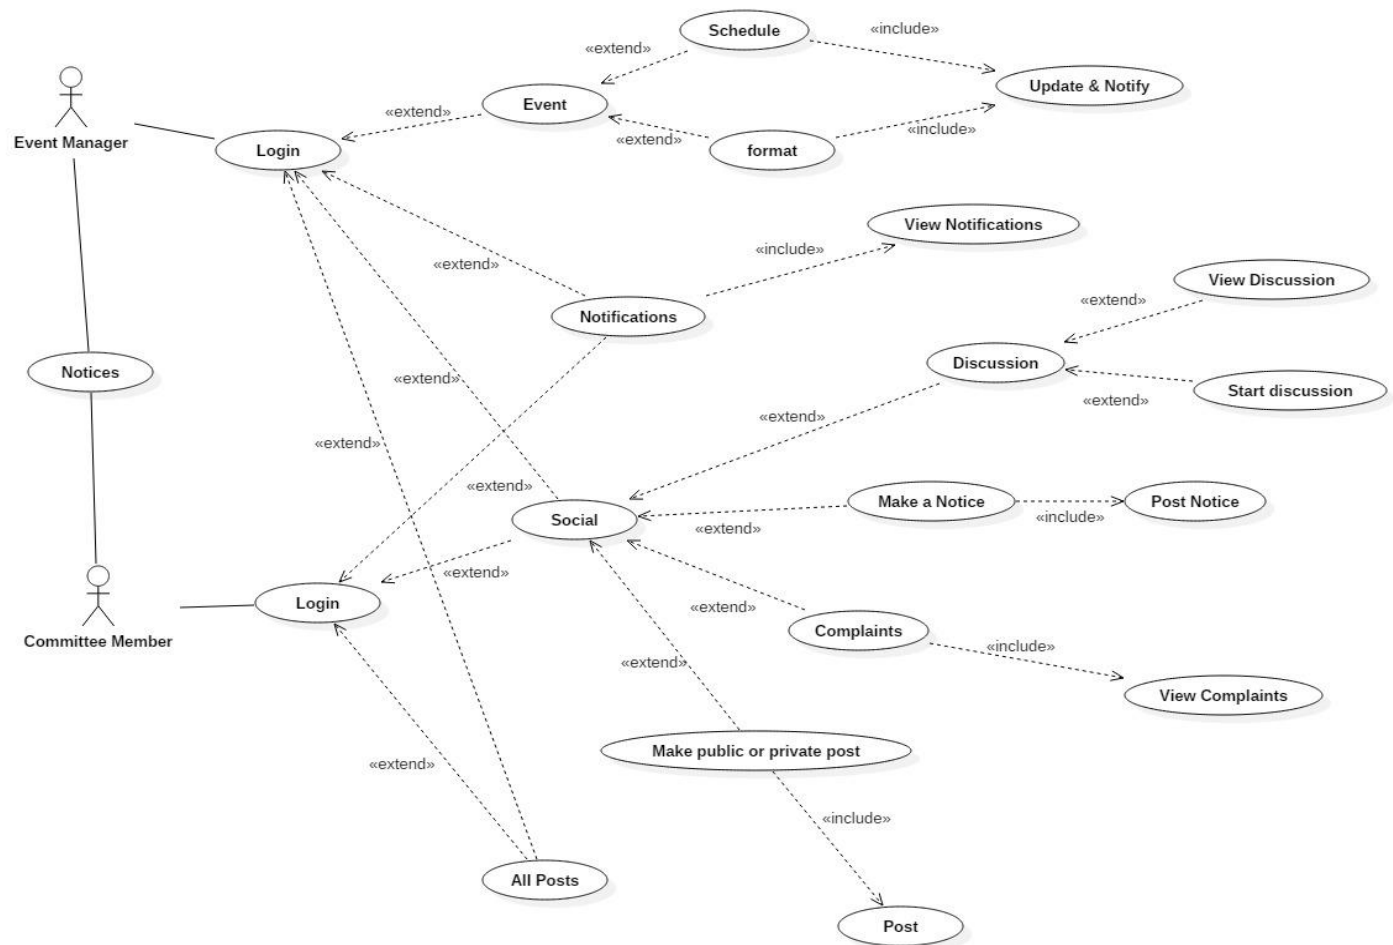 Schedule
«include»
«extend»
Update & Notify
Event
«extend»
Event Manager
Login
«extend»
«include»
format
View Notifications
«include»
«extend»
View Discussion
«extend»
Notifications
Discussion
Notices
«extend»
Start discussion
«extend»
«extend»
«extend»
«extend»
Make a Notice
Post Notice
Social
«extend»
«include»
«extend»
Login
«extend»
Complaints
Committee Member
«include»
«extend»
View Complaints
Make public or private post
«extend»
«include»
All Posts
Post